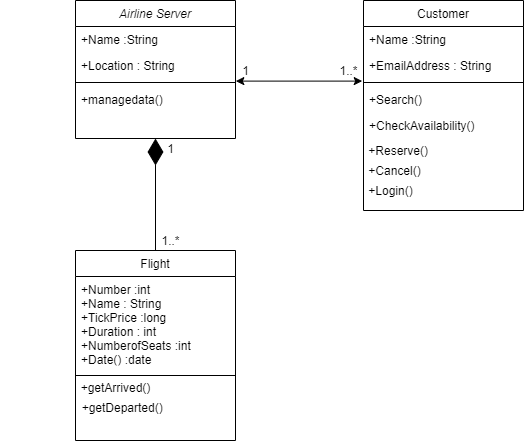 Airline Server
+Name :String
+Location : String
+managedata()
1
1..*
Customer
+Name :String
+EmailAddress : String
+Search()
+CheckAvailability()
+Reserve()
+Cancel()
+Login()
1
1..*
Flight
+Number :int
+Name : String
+TickPrice :long
+Duration : int
+NumberofSeats :int
+Date() :date
+getArrived()
+getDeparted()